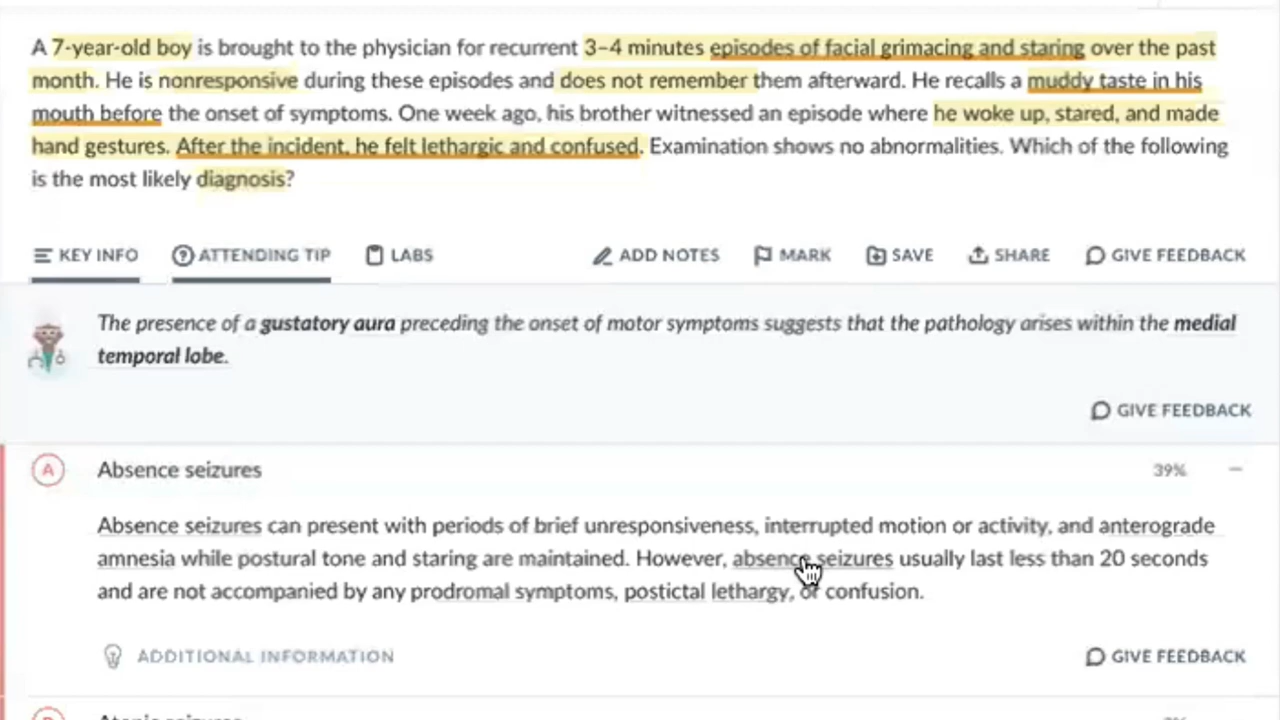 A 7-year-old boy is brought to the physician for recurrent 3–4 minutes episodes of facial grimacing and staring over the past
month. He is nonresponsive during these episodes and does not remember them afterward. He recalls a muddy taste in his
mouth before the onset of symptoms. One week ago, his brother witnessed an episode where he woke up, stared, and made
hand gestures. After the incident, he felt lethargic and confused. Examination shows no abnormalities. Which of the following
is the most likely diagnosis?
KEY INFO ATTENDING TIP LABS ADD NOTES MARK SAVE SHARE GIVE FEEDBACK
The presence of a gustatory aura preceding the onset of motor symptoms suggests that the pathology arises within the medial
temporal lobe.
GIVE FEEDBACK
A Absence seizures 39%
Absence seizures can present with periods of brief unresponsiveness, interrupted motion or activity, and anterograde
amnesia while postural tone and staring are maintained. However, absence seizures usually last less than 20 seconds
and are not accompanied by any prodromal symptoms, postictal lethargy, or confusion.
ADDITIONAL INFORMATION GIVE FEEDBACK